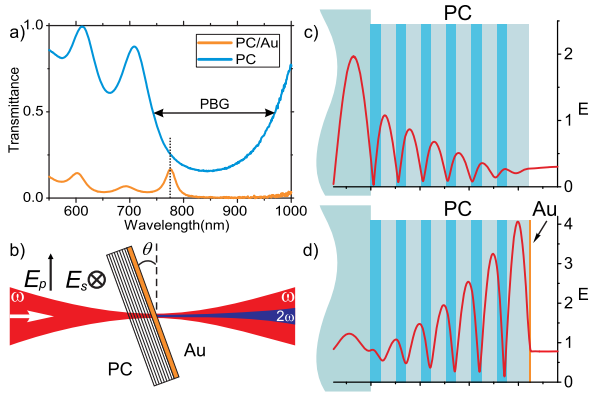 a)
1.0
0.5
0.0
Transmittance
PC/Au
PC
PBG
600
700
800
900
1000
Wavelength(nm)
b)
E_p
E_s
θ
ω
ω
2ω
PC
Au
c)
PC
2
1
0
E
d)
PC
Au
4
3
2
1
0
E